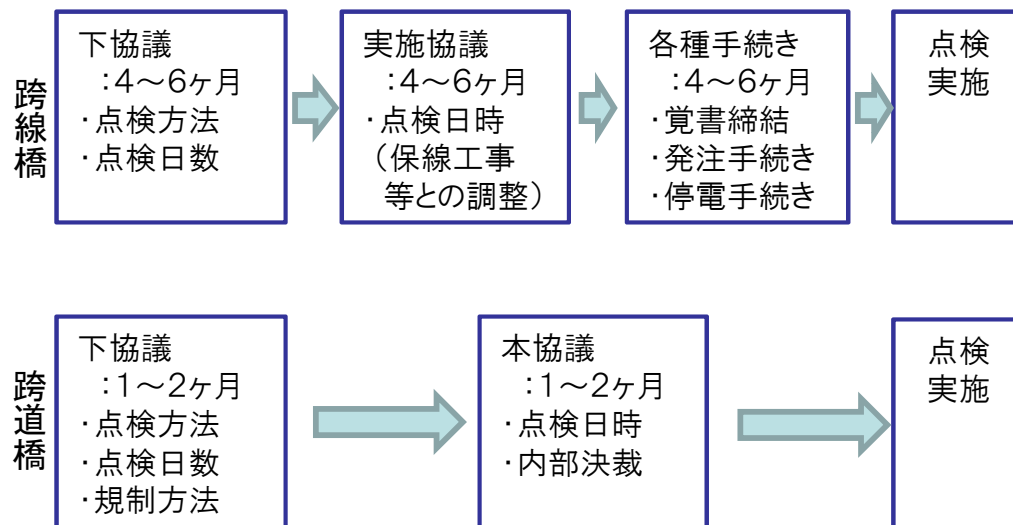 跨線橋
下協議
:4～6ヶ月
・点検方法
・点検日数
実施協議
:4～6ヶ月
・点検日時
（保線工事
等との調整）
各種手続き
:4～6ヶ月
・覚書締結
・発注手続き
・停電手続き
点検
実施
跨道橋
下協議
:1～2ヶ月
・点検方法
・点検日数
・規制方法
本協議
:1～2ヶ月
・点検日時
・内部決裁
点検
実施